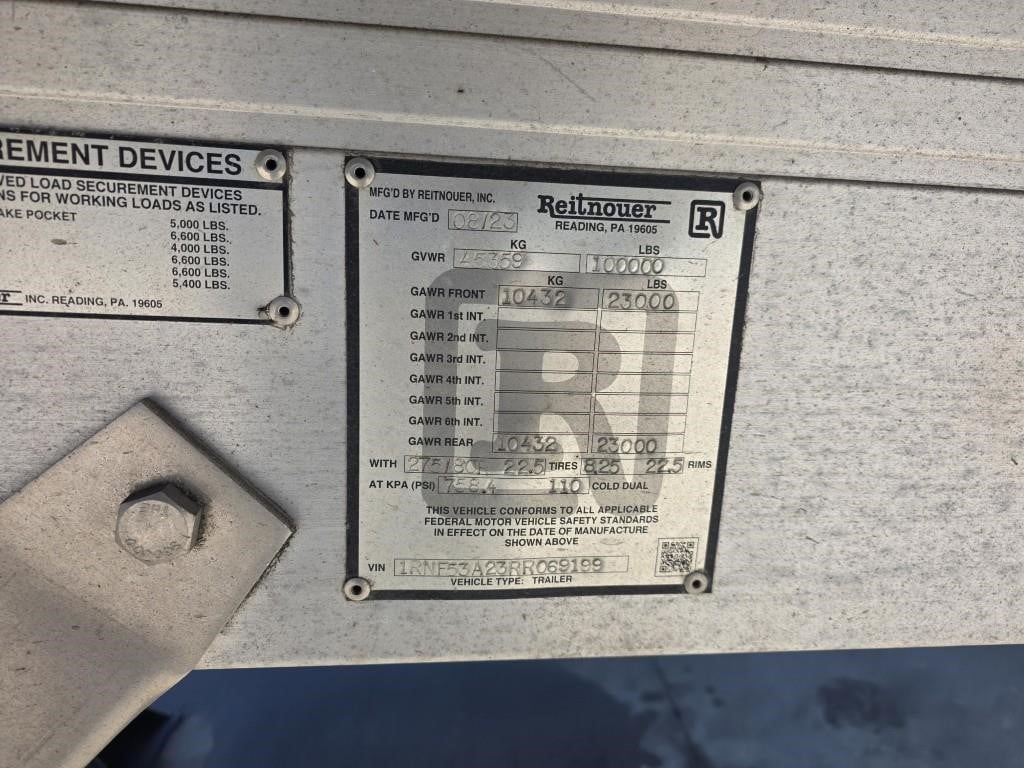 REMENT DEVICES
VED LOAD SECUREMENT DEVICES
NS FOR WORKING LOADS AS LISTED.
AKE POCKET
5,000 LBS.
6,600 LBS.
4,000 LBS.
6,600 LBS.
6,600 LBS.
5,400 LBS.
er INC. READING, PA. 19605
MFG'D BY REITNOUER, INC.
Reitnouer R
DATE MFG'D 08/23
READING, PA 19605
KG LBS
GVWR 45359 100000
KG LBS
GAWR FRONT 10432 23000
GAWR 1st INT.
GAWR 2nd INT.
GAWR 3rd INT.
GAWR 4th INT.
GAWR 5th INT.
GAWR 6th INT.
GAWR REAR 10432 23000
WITH 275/80R 22.5 TIRES 8.25 22.5 RIMS
AT KPA (PSI) 758.4 110 COLD DUAL
THIS VEHICLE CONFORMS TO ALL APPLICABLE
FEDERAL MOTOR VEHICLE SAFETY STANDARDS
IN EFFECT ON THE DATE OF MANUFACTURE
SHOWN ABOVE
VIN 1RNF53A23RR069199
VEHICLE TYPE: TRAILER